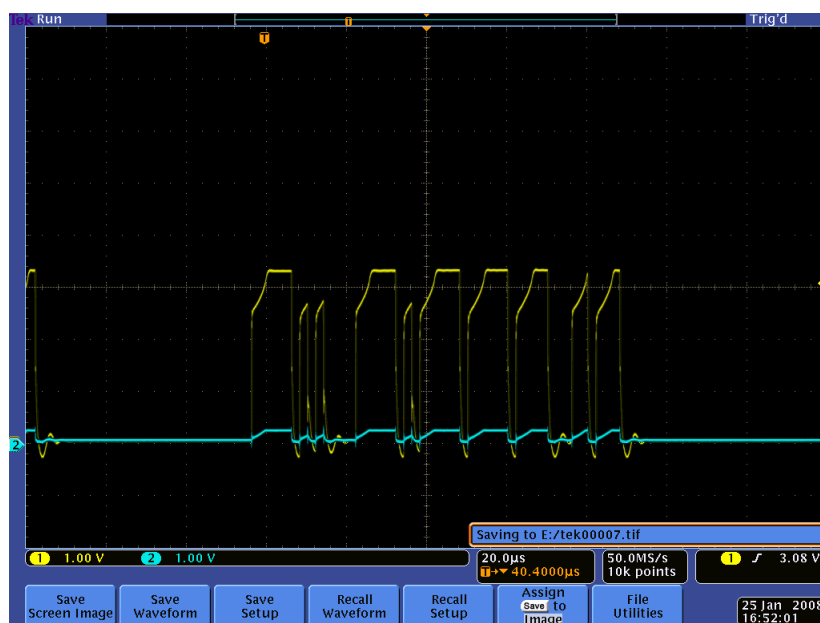 Tek Run Trig'd
T
T
2
Saving to E:/tek00007.tif
1 1.00 V 2 1.00 V
20.0µs
T→▼ 40.4000µs
50.0MS/s
10k points
1 3.08 V
Save
Screen Image
Save
Waveform
Save
Setup
Recall
Waveform
Recall
Setup
Assign
Save to
Image
File
Utilities
25 Jan 2008
16:52:01